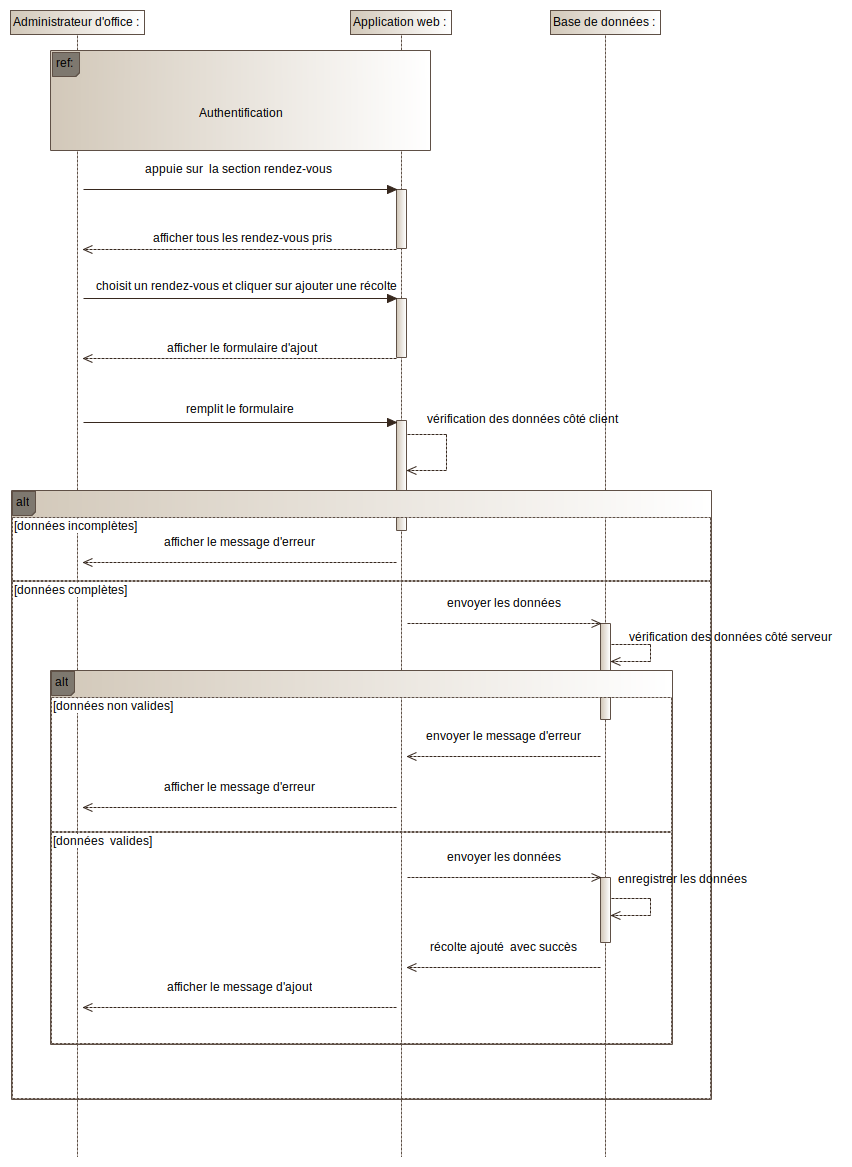 Administrateur d'office :
Application web :
Base de données :
ref:
Authentification
appuie sur  la section rendez-vous
afficher tous les rendez-vous pris
choisit un rendez-vous et cliquer sur ajouter une récolte
afficher le formulaire d'ajout
remplit le formulaire
vérification des données côté client
alt
[données incomplètes]
afficher le message d'erreur
[données complètes]
envoyer les données
vérification des données côté serveur
alt
[données non valides]
envoyer le message d'erreur
afficher le message d'erreur
[données  valides]
envoyer les données
enregistrer les données
récolte ajouté  avec succès
afficher le message d'ajout